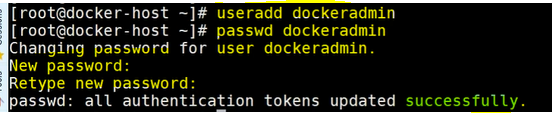 [root@docker-host ~]# useradd dockeradmin
[root@docker-host ~]# passwd dockeradmin
Changing password for user dockeradmin.
New password:
Retype new password:
passwd: all authentication tokens updated successfully.